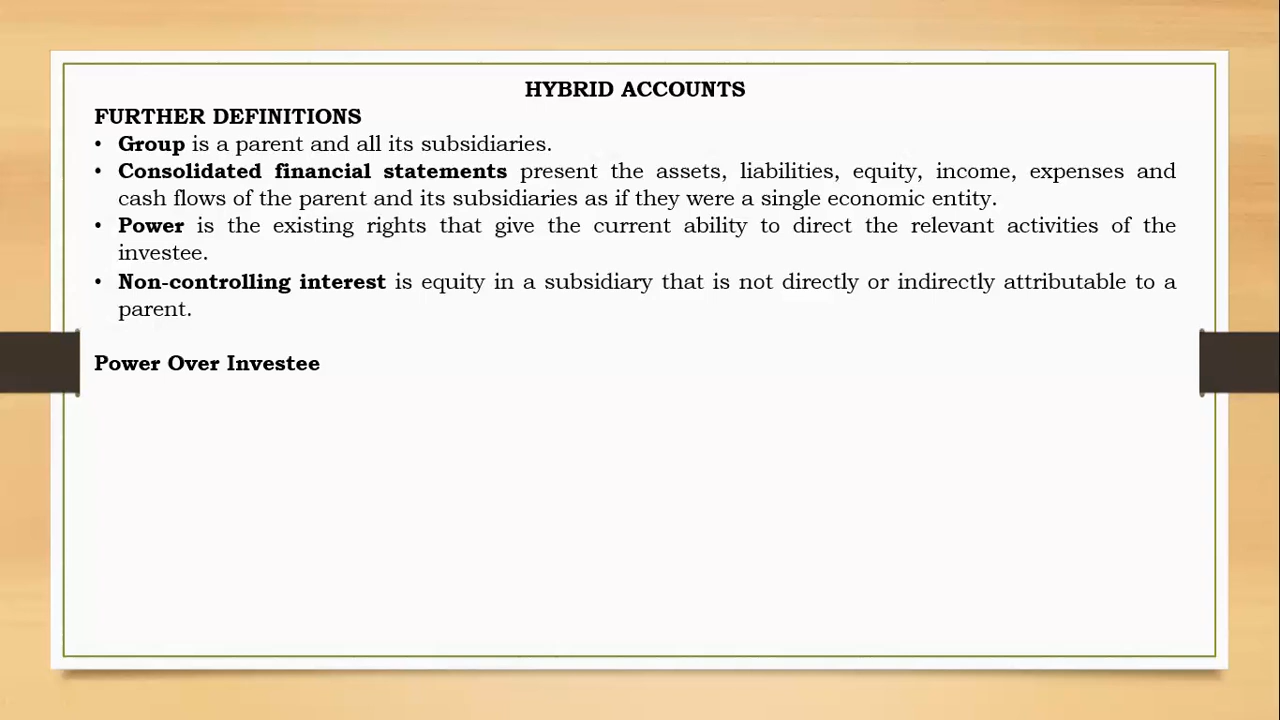 HYBRID ACCOUNTS
FURTHER DEFINITIONS
• Group is a parent and all its subsidiaries.
• Consolidated financial statements present the assets, liabilities, equity, income, expenses and
cash flows of the parent and its subsidiaries as if they were a single economic entity.
• Power is the existing rights that give the current ability to direct the relevant activities of the
investee.
• Non-controlling interest is equity in a subsidiary that is not directly or indirectly attributable to a
parent.
Power Over Investee